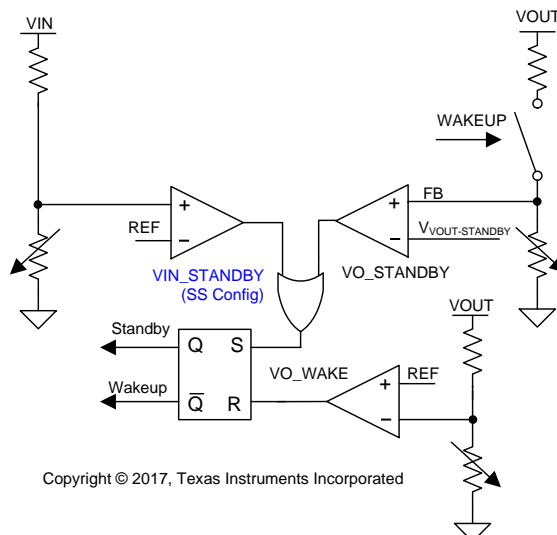 VIN
VOUT
WAKEUP
FB
+
+
REF
−
−
VVOUT-STANDBY
VIN_STANDBY
(SS Config)
VO_STANDBY
VOUT
Standby
Q
S
VO_WAKE
REF
Wakeup
Q̅
R
+
−
Copyright © 2017, Texas Instruments Incorporated